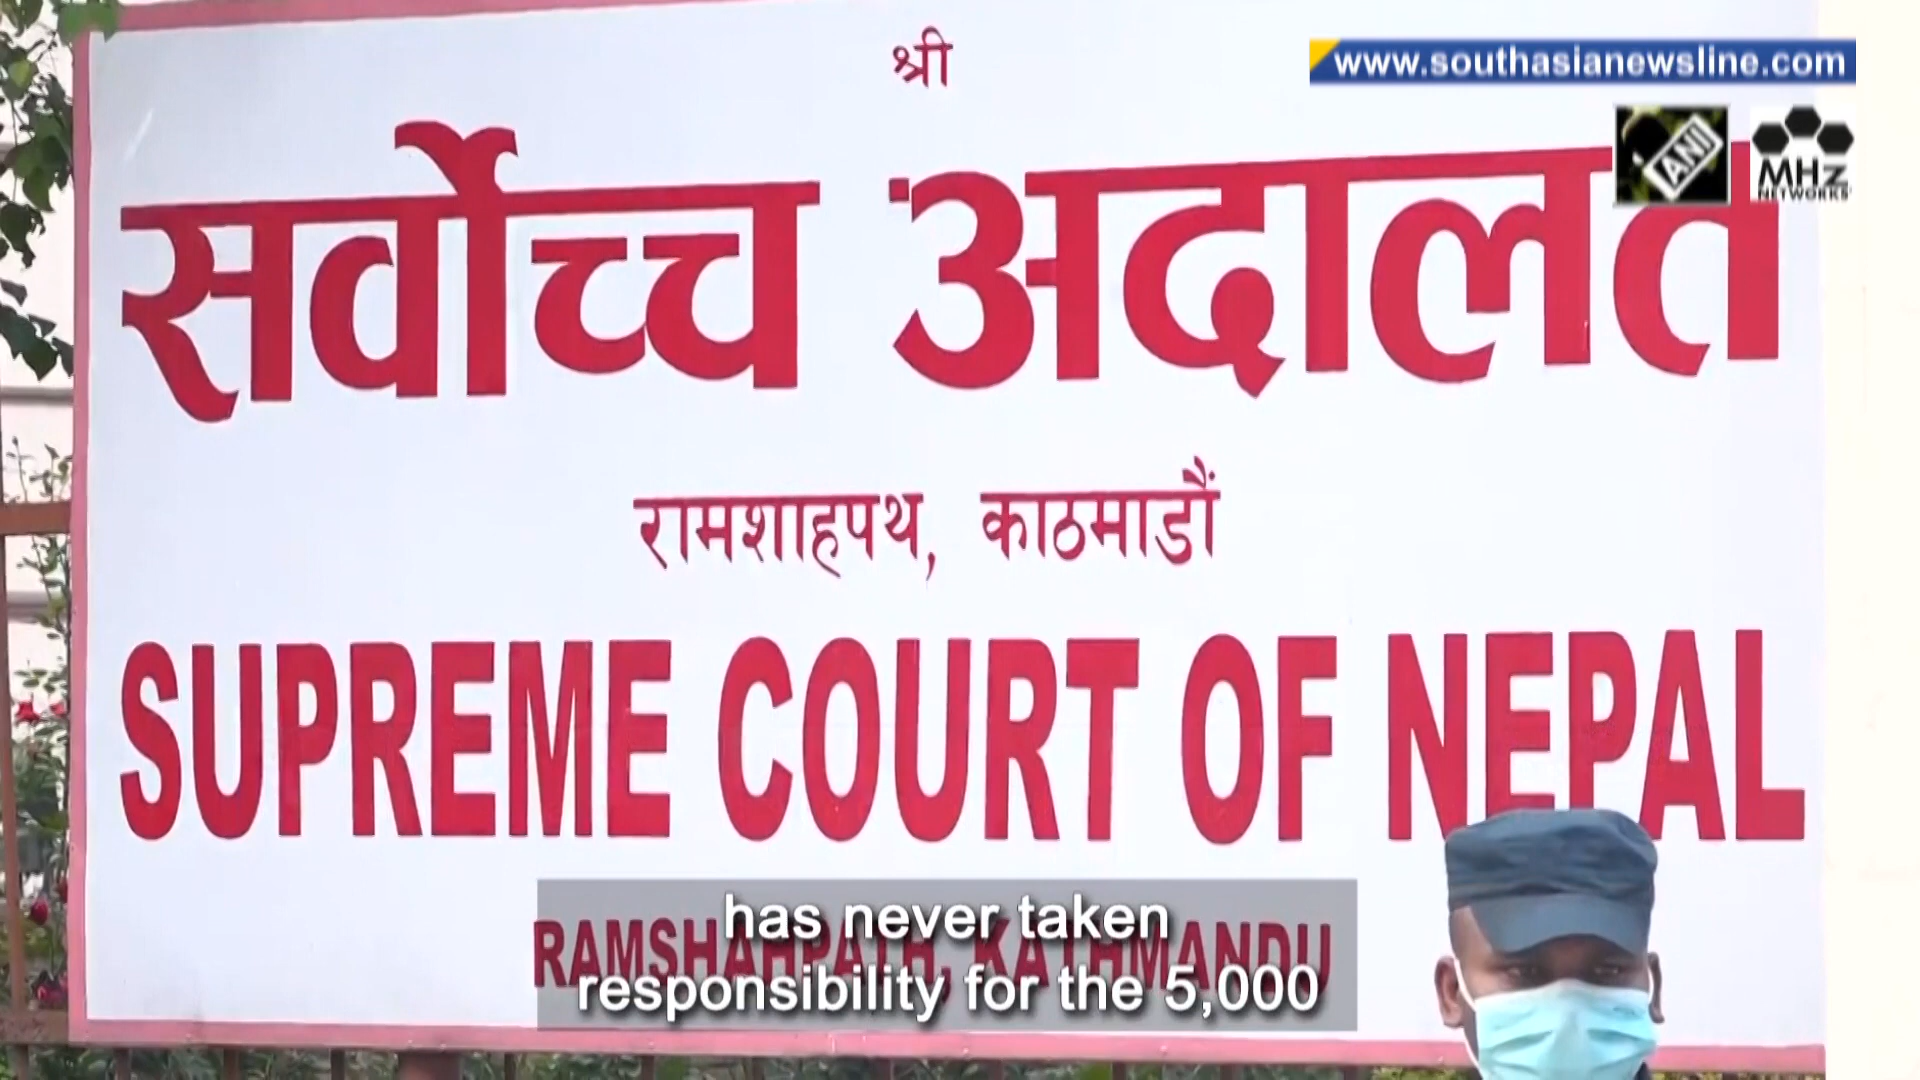 श्री
www.southasianewsline.com
ANI
MHz
NETWORKS
सर्वोच्च अदालत
रामशाहपथ, काठमाडौं
SUPREME COURT OF NEPAL
RAMSHAHPATH, KATHMANDU
has never taken
responsibility for the 5,000